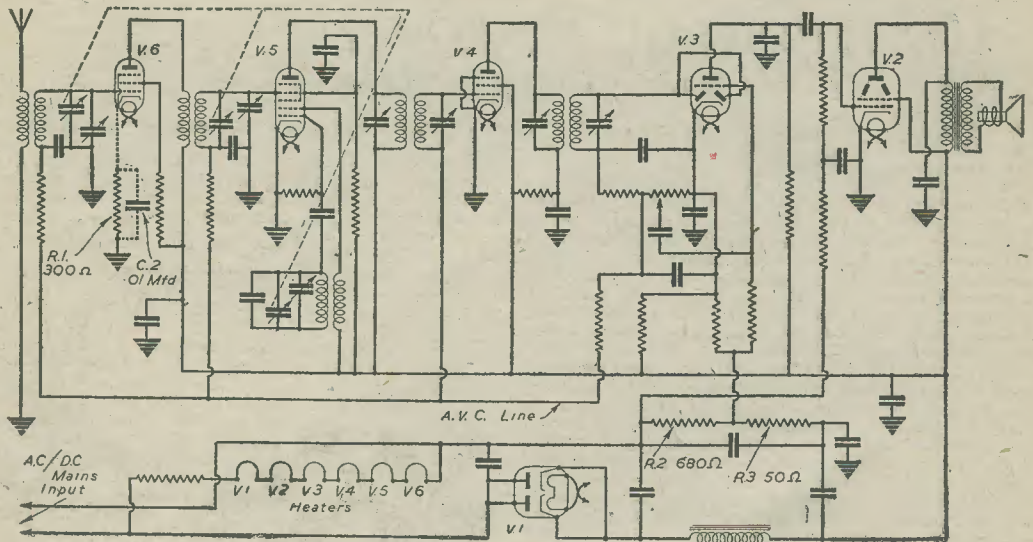 V.6
V.5
V.4
V.3
V.2
R.1.
300 Ω
C.2
·01 Mfd
A.V.C. Line
R2 680Ω
R3 50Ω
A.C./D.C
Mains
Input
V1 V2 V3 V4 V5 V6
Heaters
V.1